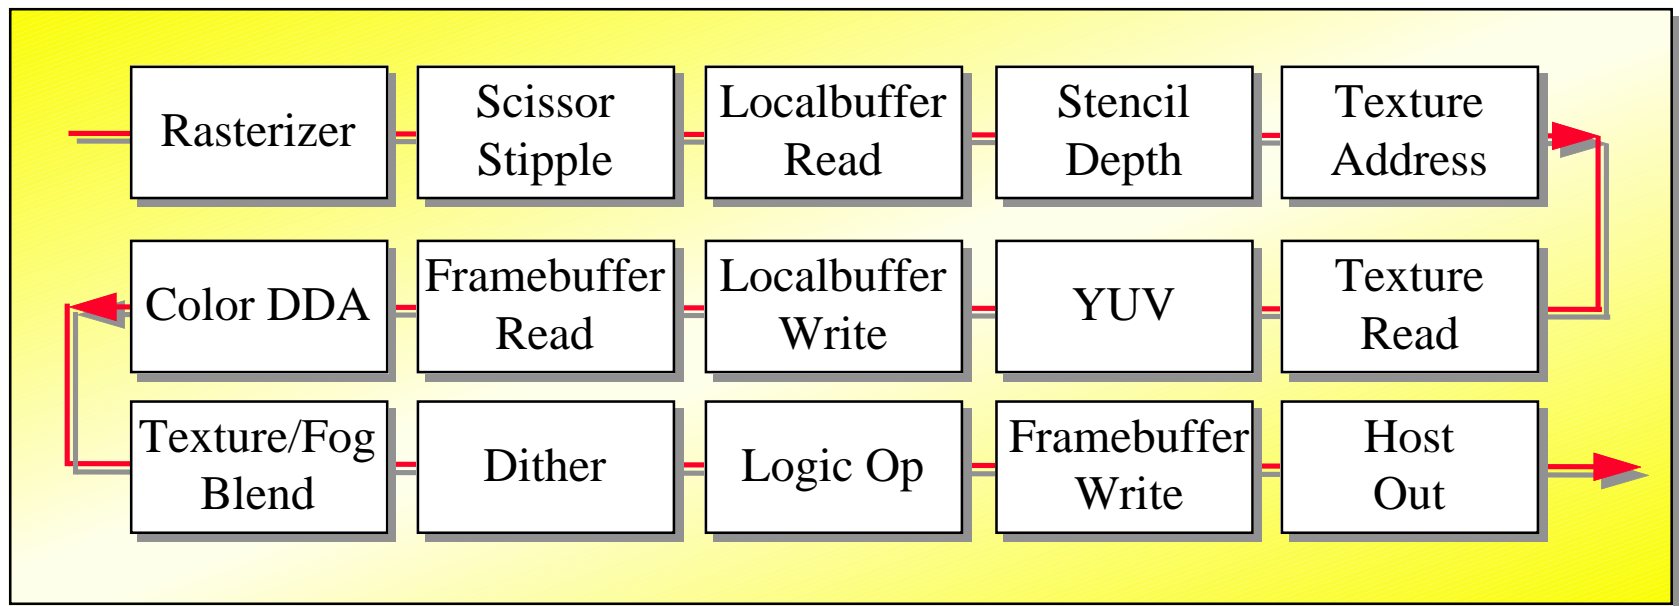 Rasterizer
Scissor
Stipple
Localbuffer
Read
Stencil
Depth
Texture
Address
Color DDA
Framebuffer
Read
Localbuffer
Write
YUV
Texture
Read
Texture/Fog
Blend
Dither
Logic Op
Framebuffer
Write
Host
Out